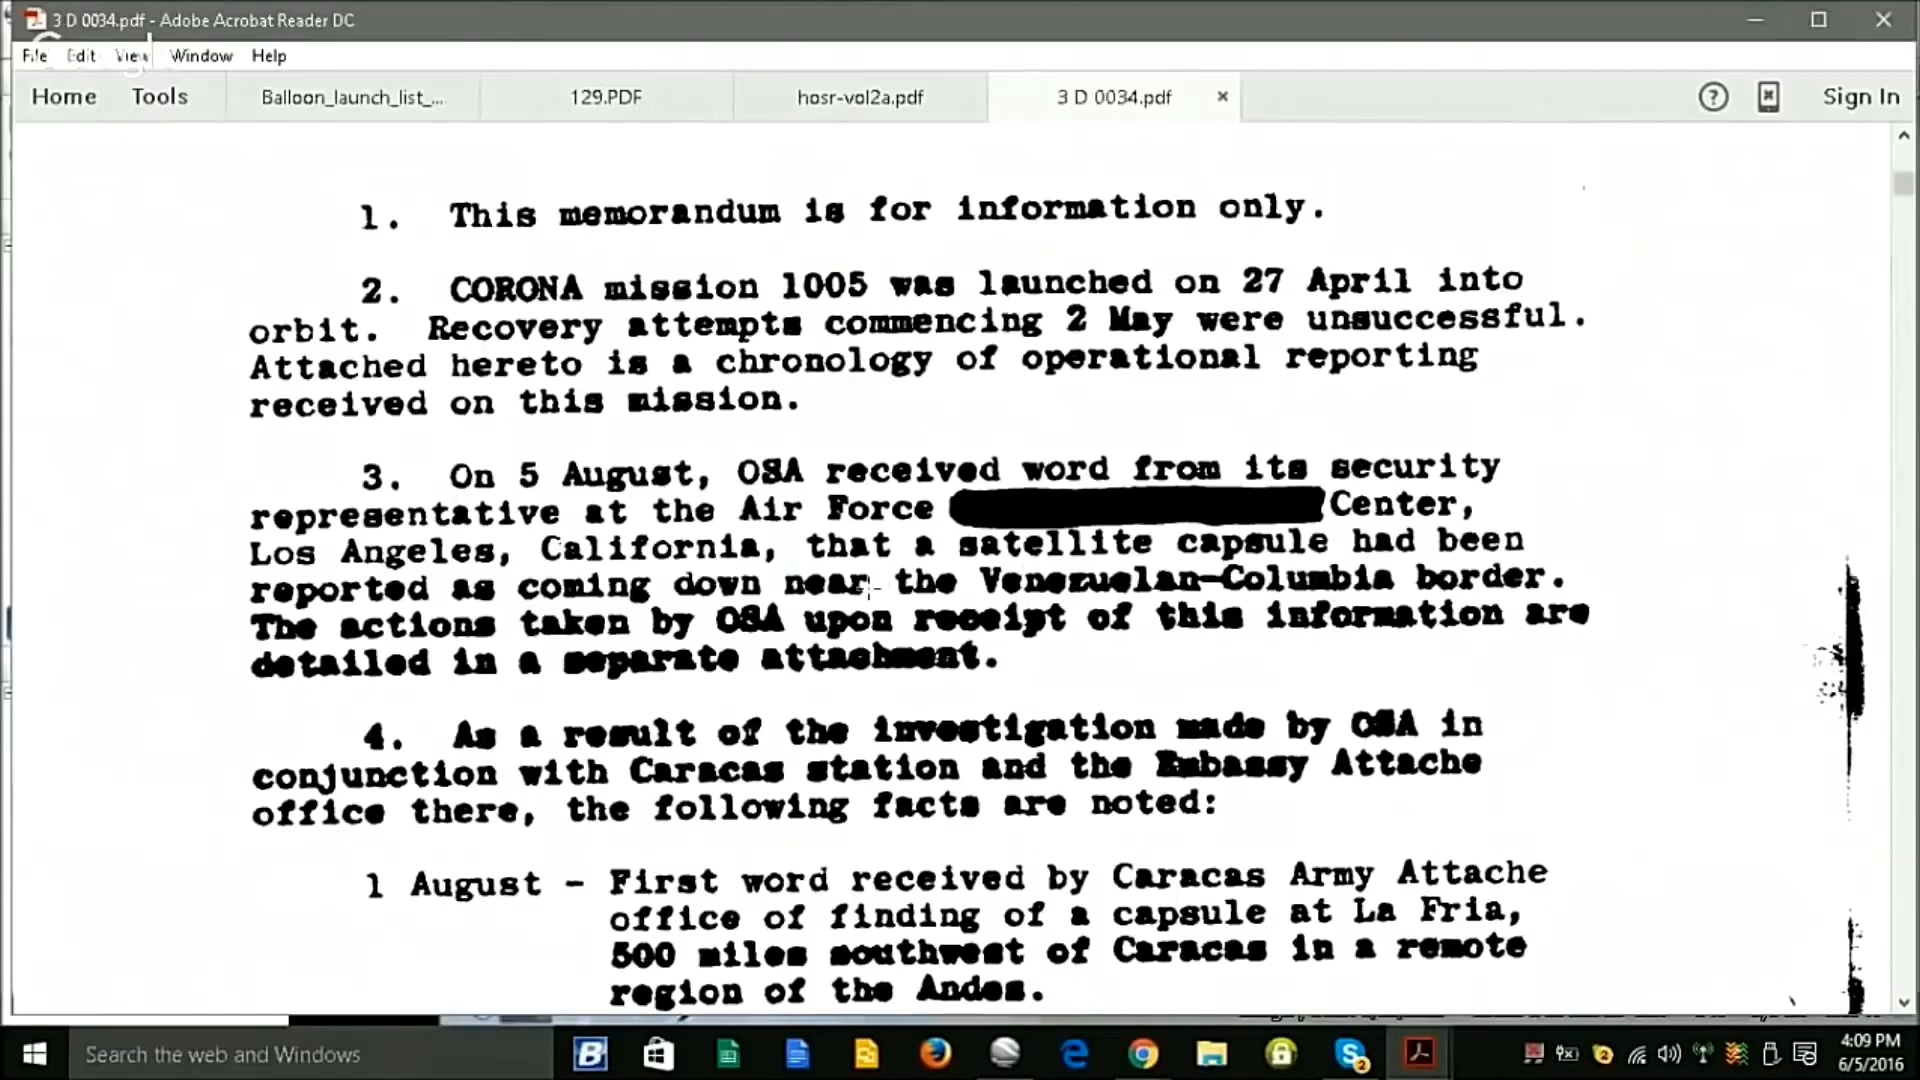 3 D 0034.pdf - Adobe Acrobat Reader DC
File Edit View Window Help
Home Tools Balloon_launch_list_... 129.PDF hosr-vol2a.pdf 3 D 0034.pdf × ? Sign In
1. This memorandum is for information only.
2. CORONA mission 1005 was launched on 27 April into
orbit. Recovery attempts commencing 2 May were unsuccessful.
Attached hereto is a chronology of operational reporting
received on this mission.
3. On 5 August, OSA received word from its security
representative at the Air Force Center,
Los Angeles, California, that a satellite capsule had been
reported as coming down near the Venezuelan-Columbia border.
The actions taken by OSA upon receipt of this information are
detailed in a separate attachment.
4. As a result of the investigation made by OSA in
conjunction with Caracas station and the Embassy Attache
office there, the following facts are noted:
1 August - First word received by Caracas Army Attache
office of finding of a capsule at La Fria,
500 miles southwest of Caracas in a remote
region of the Andes.
Search the web and Windows
4:09 PM
6/5/2016